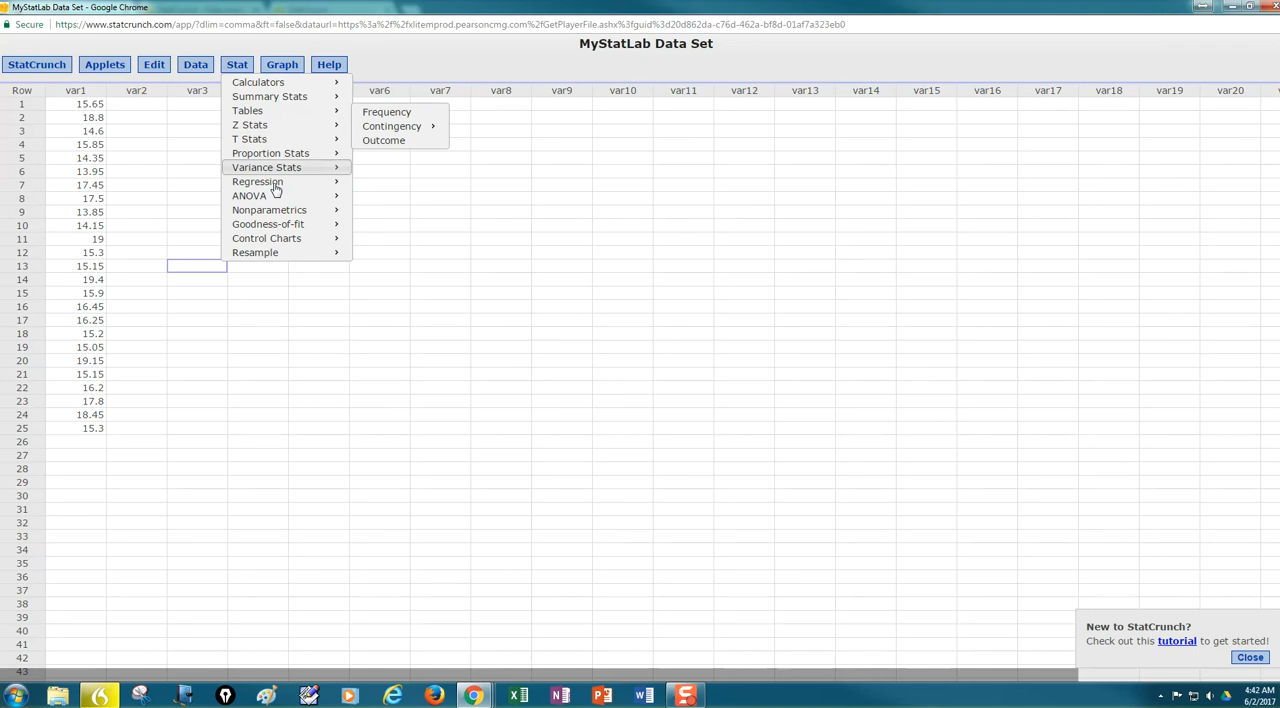 MyStatLab Data Set - Google Chrome
Secure https://www.statcrunch.com/app/?dlim=comma&ft=false&dataurl=https%3a%2f%2fxlitemprod.pearsoncmg.com%2fGetPlayerFile.ashx%3fguid%3d20d862da-c76d-462a-bf8d-01af7a323eb0
MyStatLab Data Set
StatCrunch Applets Edit Data Stat Graph Help
Row var1 var2 var3 var6 var7 var8 var9 var10 var11 var12 var13 var14 var15 var16 var17 var18 var19 var20
Calculators
Summary Stats
Tables
Z Stats
T Stats
Proportion Stats
Variance Stats
Regression
ANOVA
Nonparametrics
Goodness-of-fit
Control Charts
Resample
Frequency
Contingency
Outcome
1 15.65
2 18.8
3 14.6
4 15.85
5 14.35
6 13.95
7 17.45
8 17.5
9 13.85
10 14.15
11 19
12 15.3
13 15.15
14 19.4
15 15.9
16 16.45
17 16.25
18 15.2
19 15.05
20 19.15
21 15.15
22 16.2
23 17.8
24 18.45
25 15.3
26
27
28
29
30
31
32
33
34
35
36
37
38
39
40
41
42
43
New to StatCrunch?
Check out this tutorial to get started!
Close
4:42 AM
6/2/2017